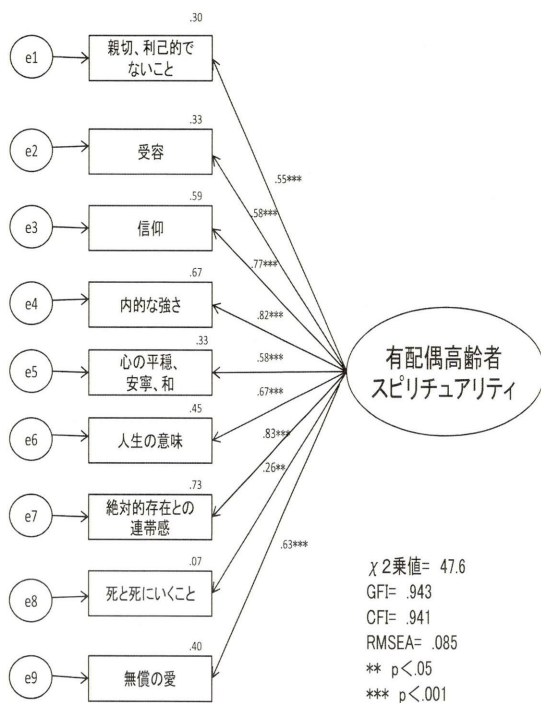 .30
e1
親切、利己的で
ないこと
.33
e2
受容
.59
e3
信仰
.67
e4
内的な強さ
.33
e5
心の平穏、
安寧、和
.45
e6
人生の意味
.73
e7
絶対的存在との
連帯感
.07
e8
死と死にいくこと
.40
e9
無償の愛
.55***
.58***
.77***
.82***
.58***
.67***
.83***
.26**
.63***
有配偶高齢者
スピリチュアリティ
χ2乗値= 47.6
GFI= .943
CFI= .941
RMSEA= .085
** p<.05
*** p<.001